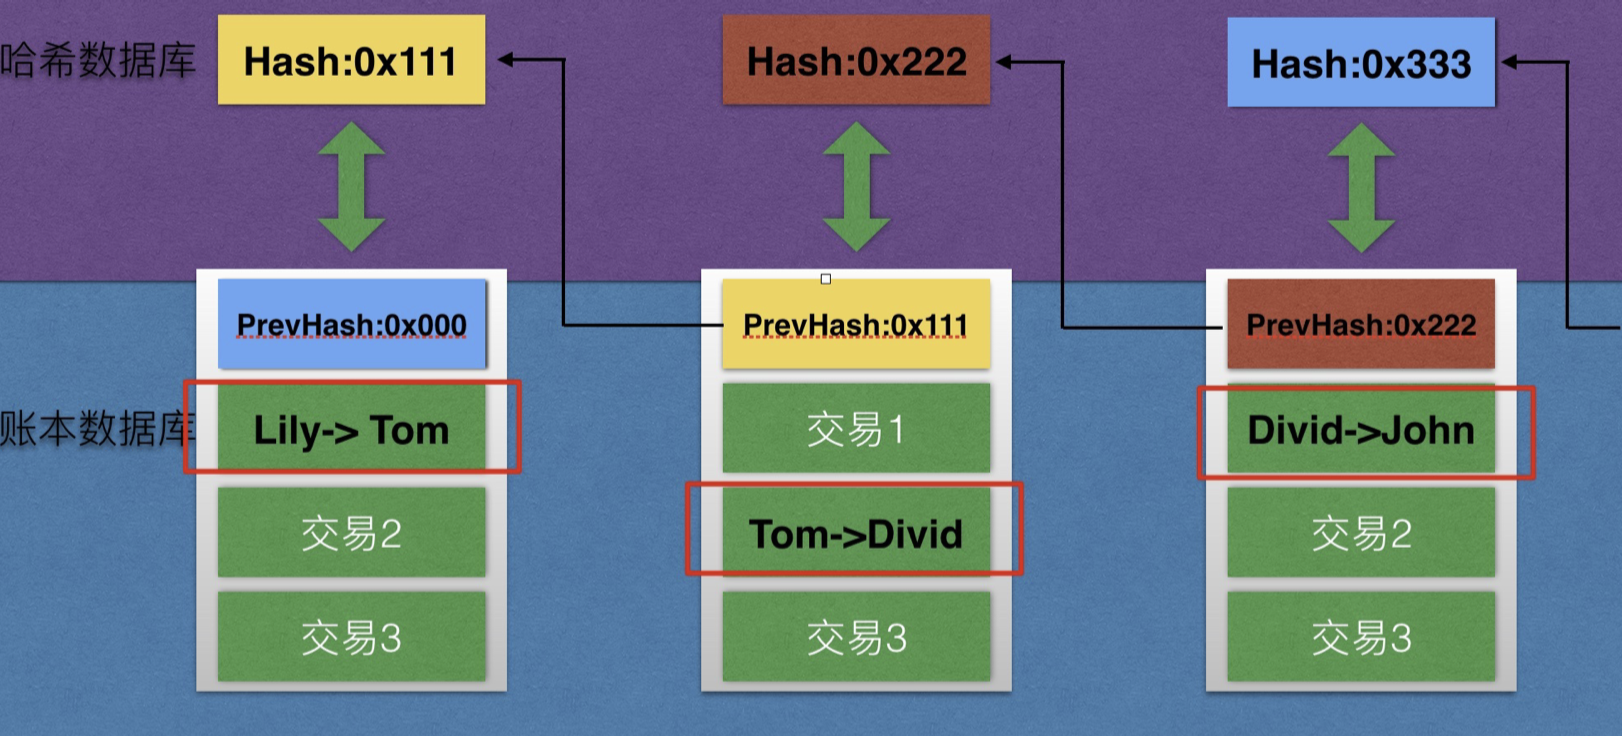 哈希数据库
Hash:0x111
Hash:0x222
Hash:0x333
PrevHash:0x000
PrevHash:0x111
PrevHash:0x222
账本数据库
Lily-> Tom
交易1
Divid->John
交易2
Tom->Divid
交易2
交易3
交易3
交易3